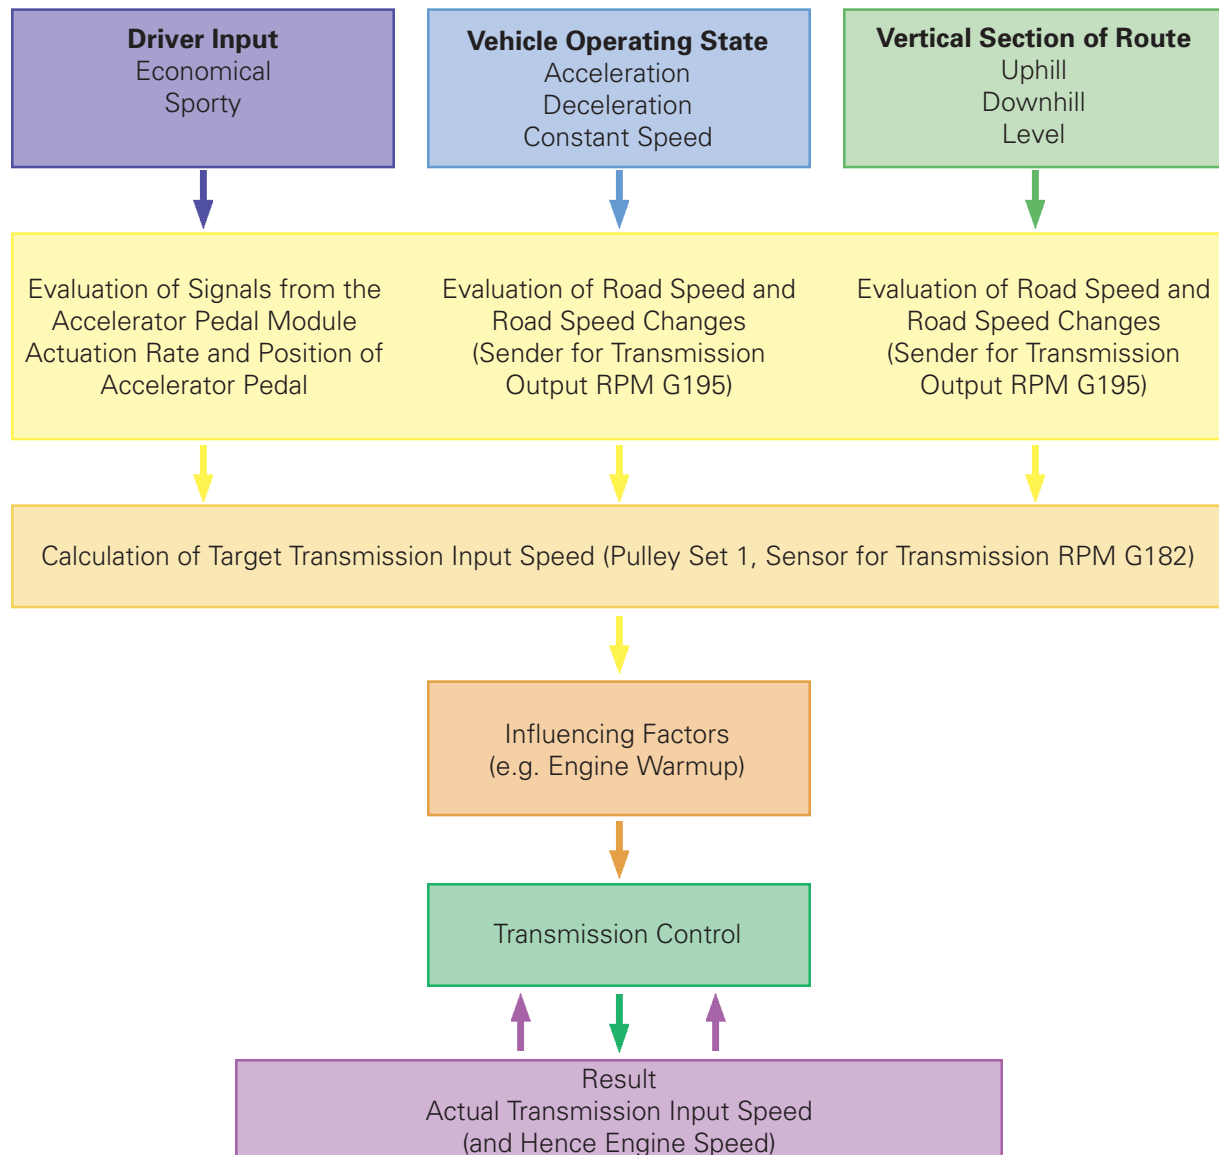 Driver Input
Economical
Sporty
Vehicle Operating State
Acceleration
Deceleration
Constant Speed
Vertical Section of Route
Uphill
Downhill
Level
Evaluation of Signals from the
Accelerator Pedal Module
Actuation Rate and Position of
Accelerator Pedal
Evaluation of Road Speed and
Road Speed Changes
(Sender for Transmission
Output RPM G195)
Evaluation of Road Speed and
Road Speed Changes
(Sender for Transmission
Output RPM G195)
Calculation of Target Transmission Input Speed (Pulley Set 1, Sensor for Transmission RPM G182)
Influencing Factors
(e.g. Engine Warmup)
Transmission Control
Result
Actual Transmission Input Speed
(and Hence Engine Speed)